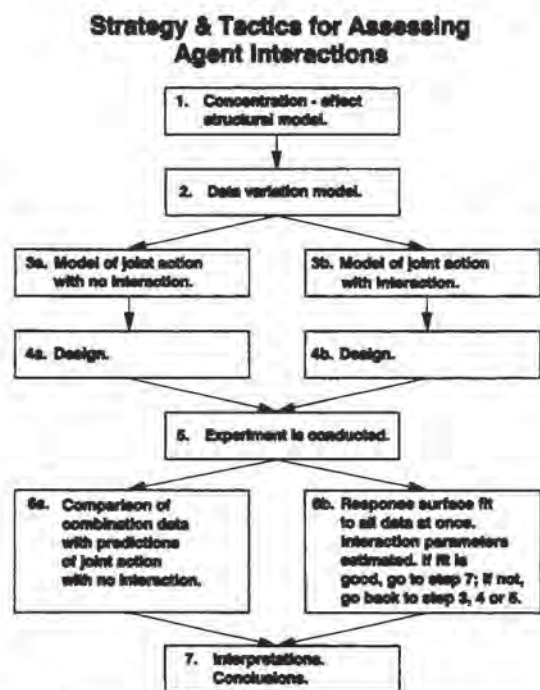 Strategy & Tactics for Assessing
Agent Interactions
1. Concentration - effect
structural model.
2. Data variation model.
3a. Model of joint action
with no interaction.
3b. Model of joint action
with interaction.
4a. Design.
4b. Design.
5. Experiment is conducted.
6a. Comparison of
combination data
with predictions
of joint action
with no interaction.
6b. Response surface fit
to all data at once.
Interaction parameters
estimated. If fit is
good, go to step 7; if not,
go back to step 3, 4 or 5.
7. Interpretations.
Conclusions.